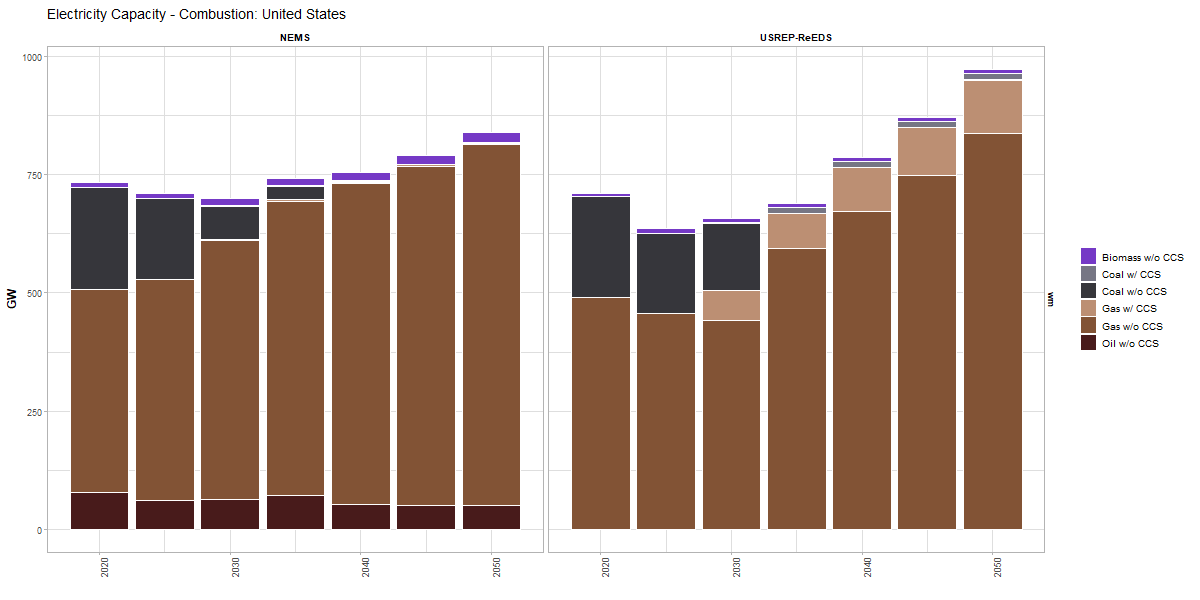 Electricity Capacity - Combustion: United States
NEMS
USREP-ReEDS
1000
750
500
250
0
GW
2020
2030
2040
2050
2020
2030
2040
2050
wm
Biomass w/o CCS
Coal w/ CCS
Coal w/o CCS
Gas w/ CCS
Gas w/o CCS
Oil w/o CCS